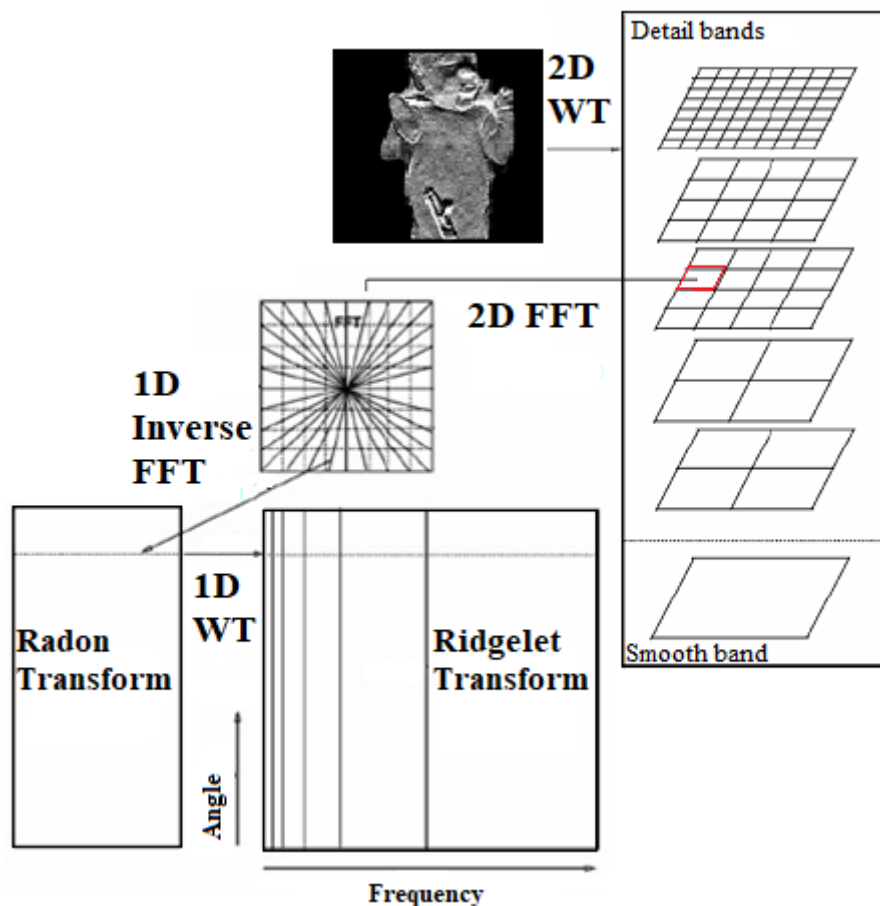 Detail bands
2D
WT
FFT
2D FFT
1D
Inverse
FFT
1D
WT
Radon
Transform
Ridgelet
Transform
Smooth band
Angle
Frequency